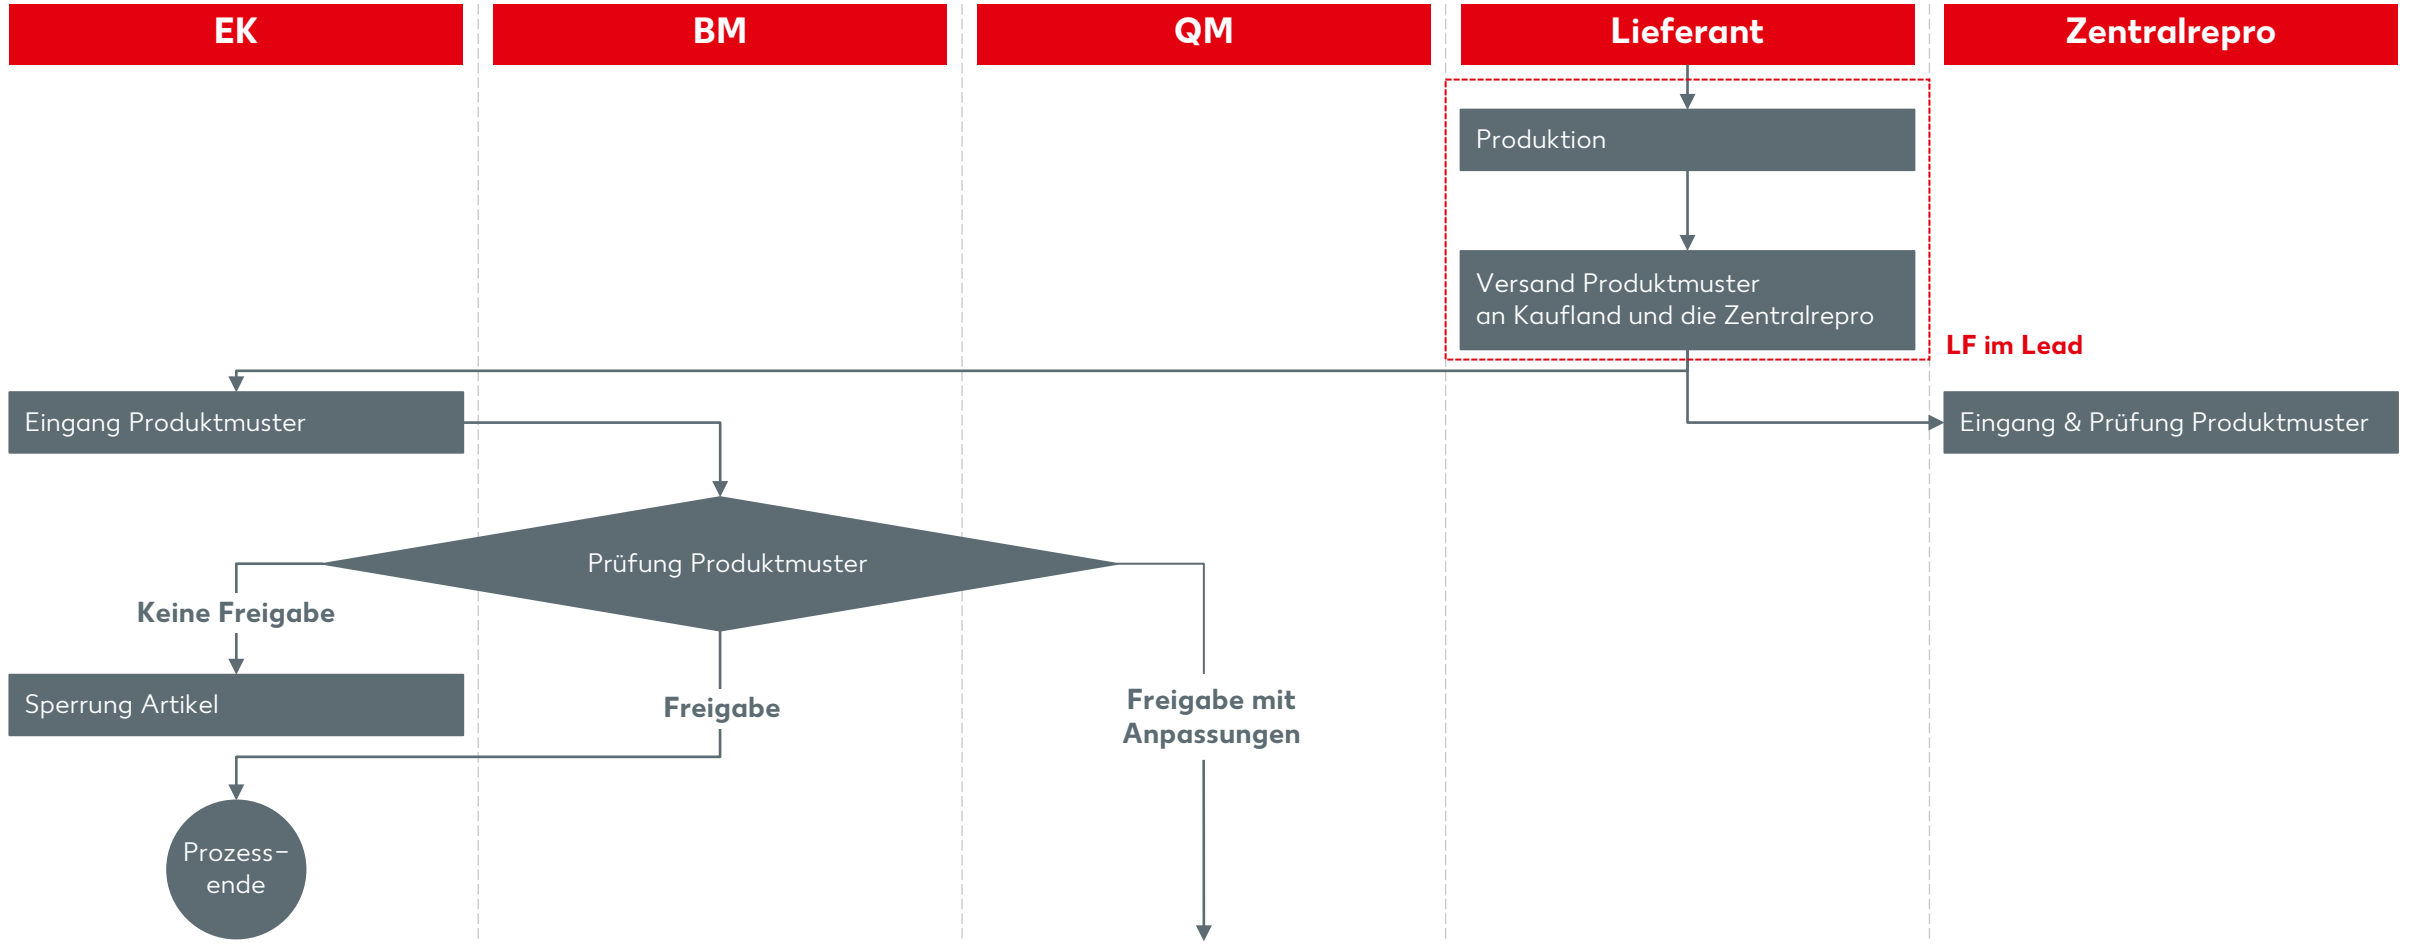 EK
BM
QM
Lieferant
Zentralrepro
Produktion
Versand Produktmuster
an Kaufland und die Zentralrepro
LF im Lead
Eingang Produktmuster
Eingang & Prüfung Produktmuster
Prüfung Produktmuster
Keine Freigabe
Sperrung Artikel
Freigabe
Freigabe mit
Anpassungen
Prozess-
ende